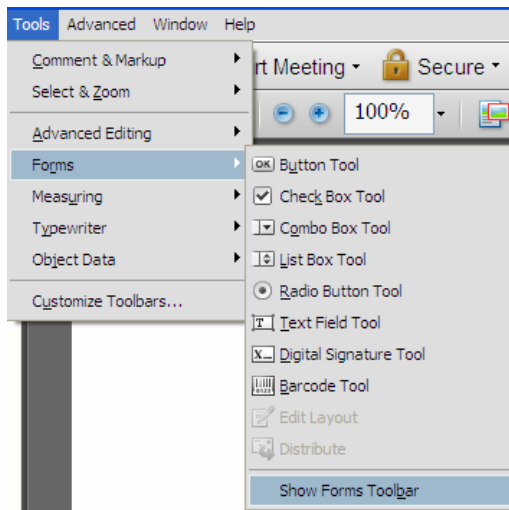 Tools Advanced Window Help
Comment & Markup
Select & Zoom
Advanced Editing
Forms
Measuring
Typewriter
Object Data
Customize Toolbars...
rt Meeting Secure
100%
OK Button Tool
Check Box Tool
Combo Box Tool
List Box Tool
Radio Button Tool
T Text Field Tool
X Digital Signature Tool
0123 Barcode Tool
Edit Layout
Distribute
Show Forms Toolbar